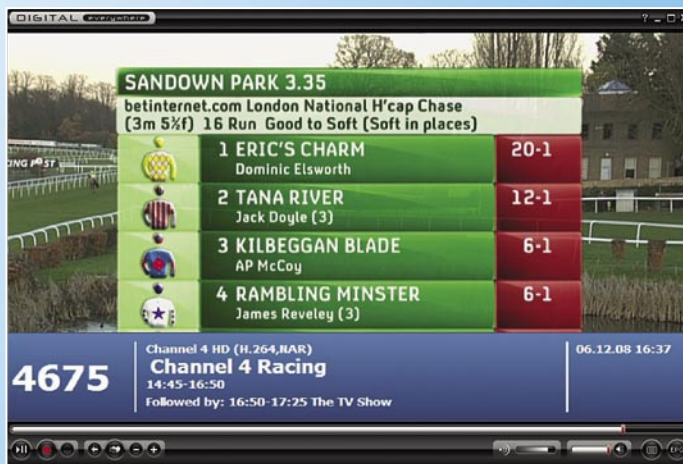 DIGITAL everywhere
SANDOWN PARK 3.35
betinternet.com London National H'cap Chase
(3m 5½f) 16 Run Good to Soft (Soft in places)
1 ERIC'S CHARM 20-1
Dominic Elsworth
2 TANA RIVER 12-1
Jack Doyle (3)
3 KILBEGGAN BLADE 6-1
AP McCoy
4 RAMBLING MINSTER 6-1
James Reveley (3)
4675
Channel 4 HD (H.264,NAR) 06.12.08 16:37
Channel 4 Racing
14:45-16:50
Followed by: 16:50-17:25 The TV Show